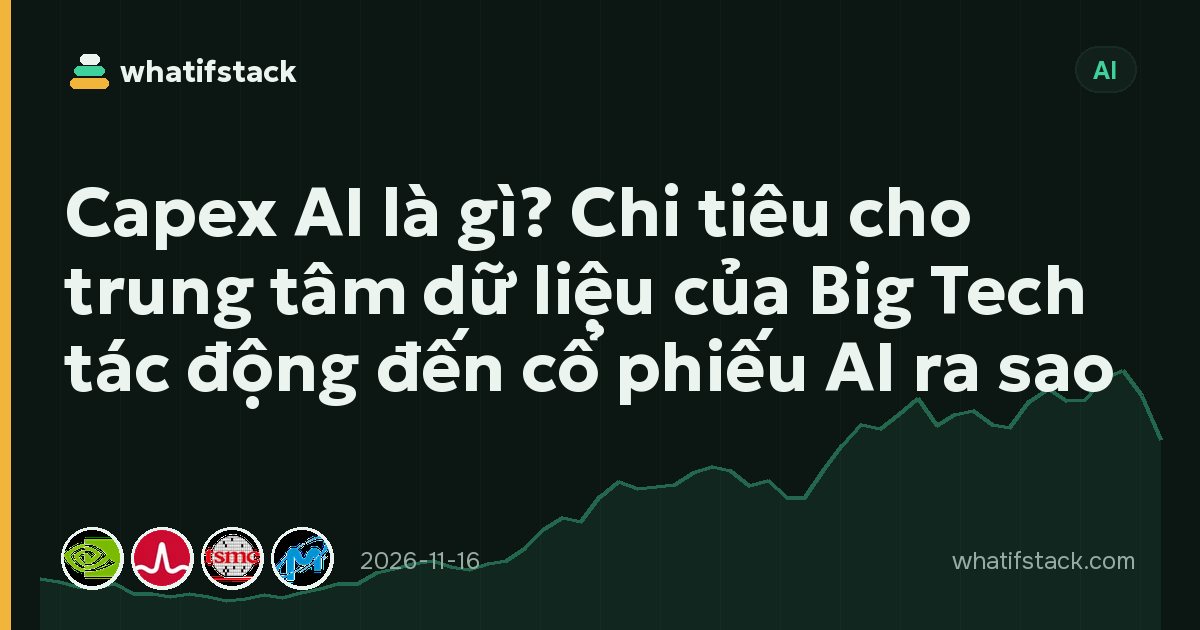 whatifstack
AI
Capex AI là gì? Chi tiêu cho
trung tâm dữ liệu của Big Tech
tác động đến cổ phiếu AI ra sao
tsmc
2026-11-16
whatifstack.com